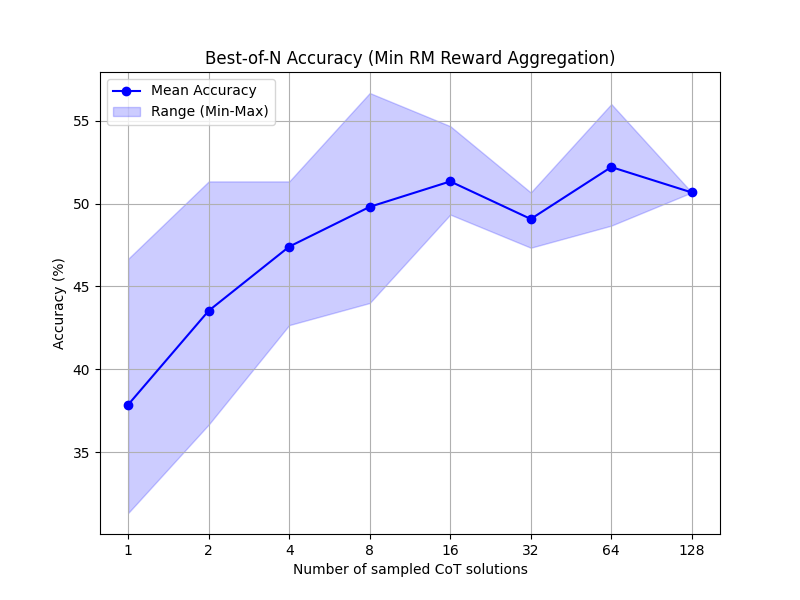 Best-of-N Accuracy (Min RM Reward Aggregation)
Mean Accuracy
Range (Min-Max)
Accuracy (%)
55
50
45
40
35
1 2 4 8 16 32 64 128
Number of sampled CoT solutions